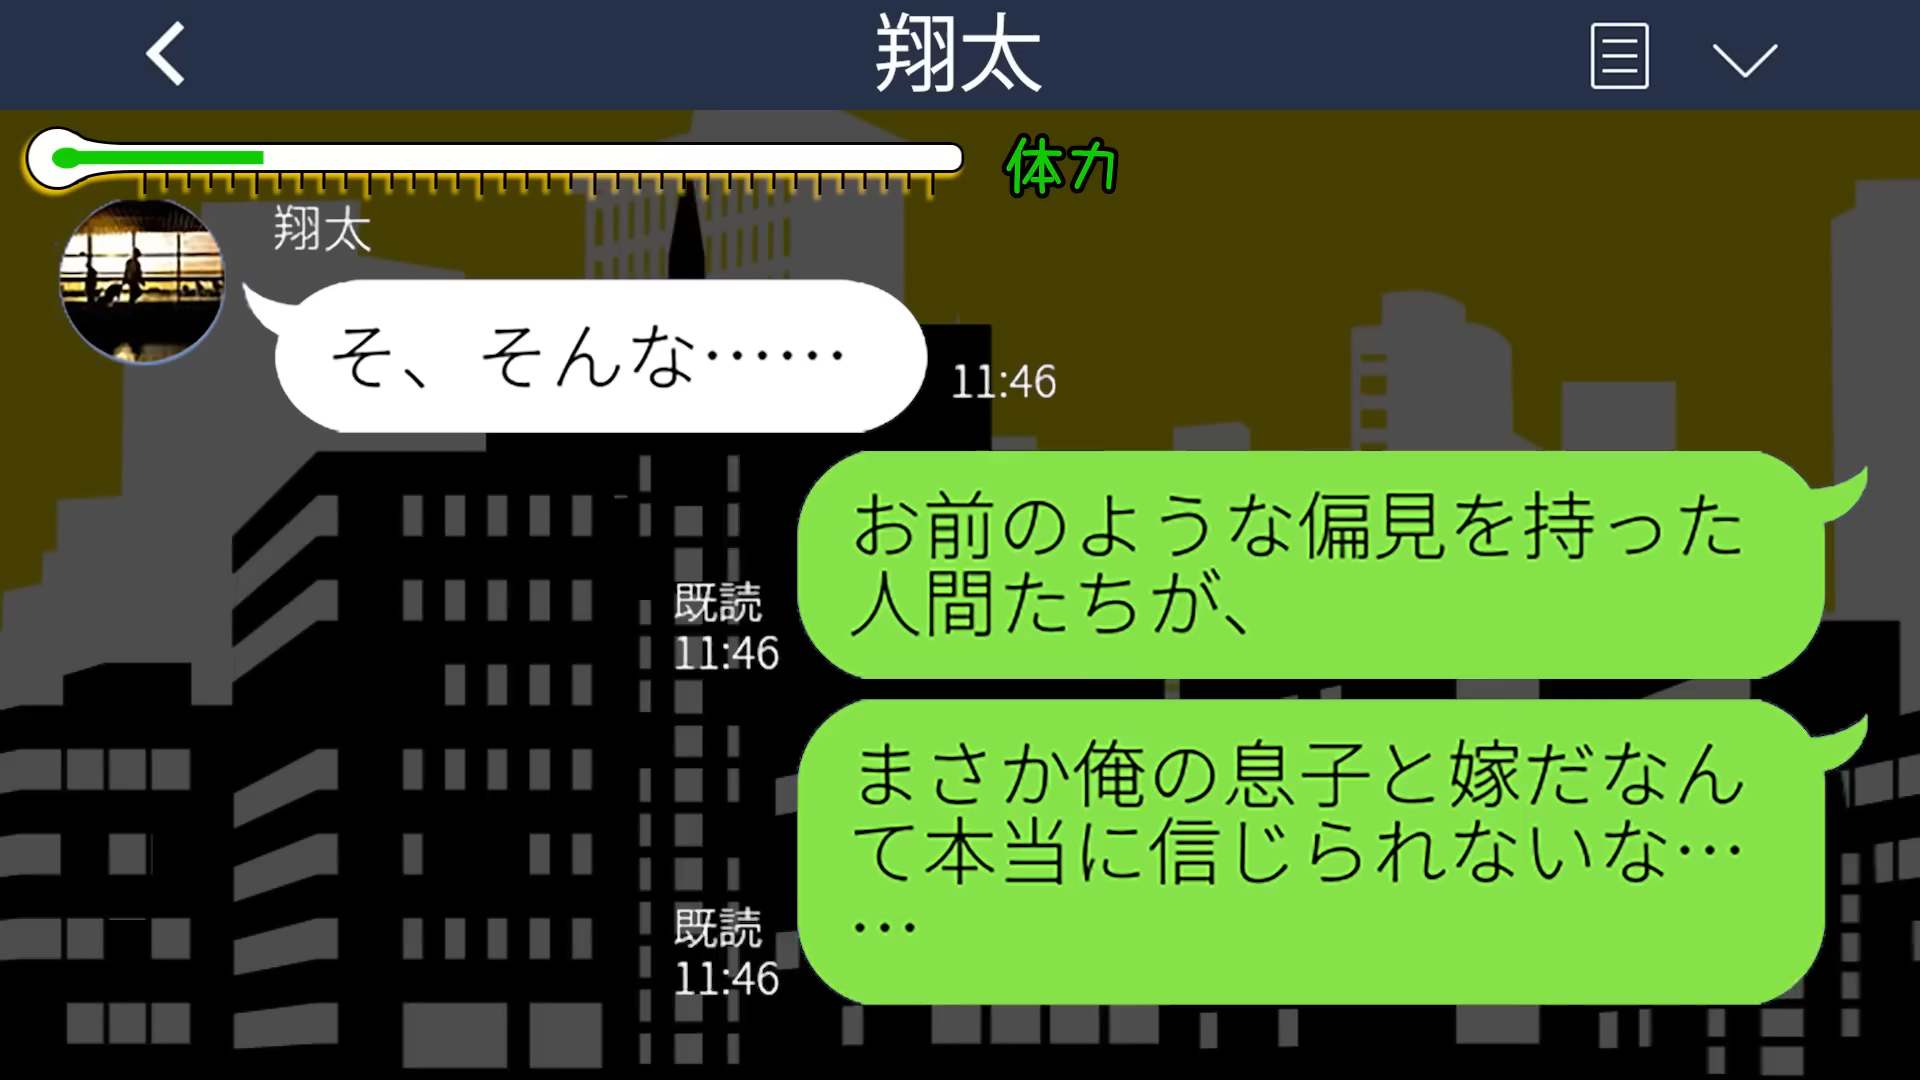 翔太
体力
翔太
そ、そんな……
11:46
お前のような偏見を持った
人間たちが、
既読
11:46
まさか俺の息子と嫁だなん
て本当に信じられないな…
…
既読
11:46